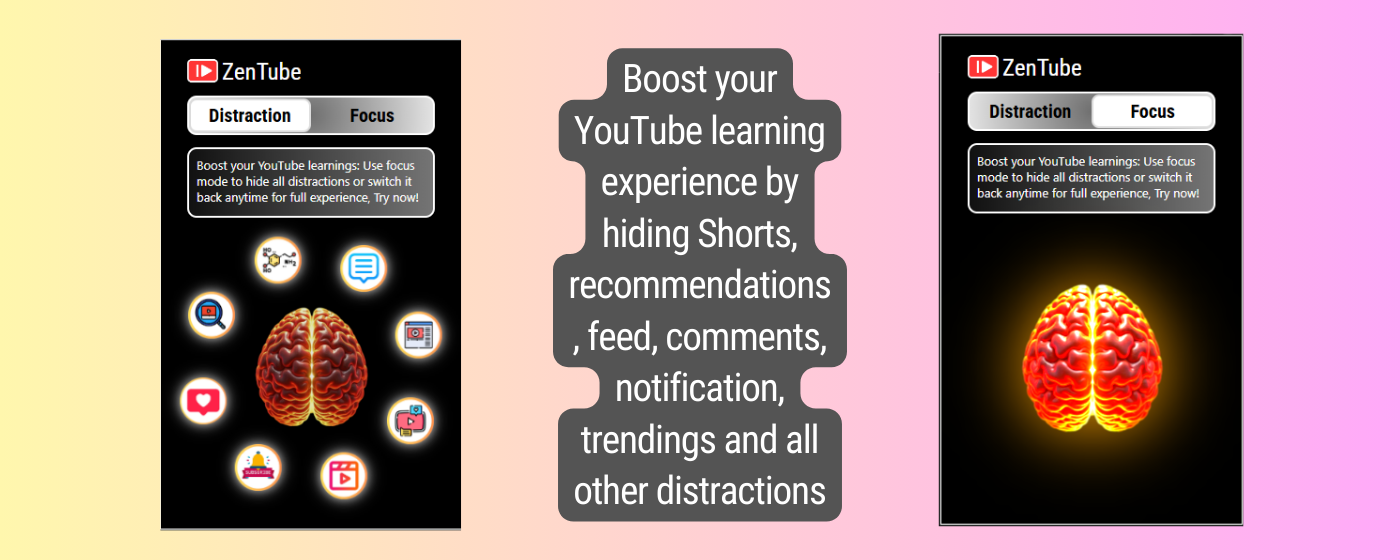 ZenTube
Distraction Focus
Boost your YouTube learnings: Use focus
mode to hide all distractions or switch it
back anytime for full experience, Try now!
HO
HO
NH2
SUBSCRIBE
Boost your
YouTube learning
experience by
hiding Shorts,
recommendations
, feed, comments,
notification,
trendings and all
other distractions
ZenTube
Distraction Focus
Boost your YouTube learnings: Use focus
mode to hide all distractions or switch it
back anytime for full experience, Try now!